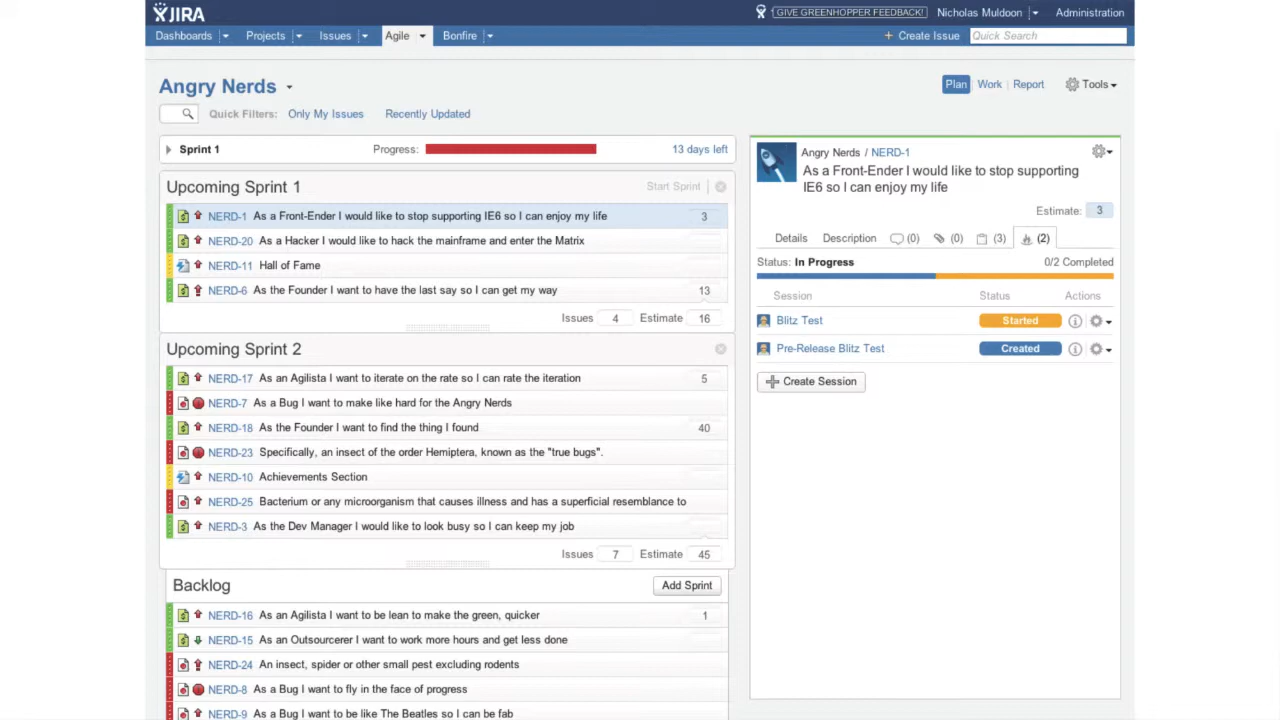 JIRA
GIVE GREENHOPPER FEEDBACK! Nicholas Muldoon Administration
Dashboards Projects Issues Agile Bonfire + Create Issue Quick Search
Angry Nerds
Plan Work Report Tools
Quick Filters: Only My Issues Recently Updated
Sprint 1 Progress: 13 days left
Upcoming Sprint 1 Start Sprint
NERD-1 As a Front-Ender I would like to stop supporting IE6 so I can enjoy my life 3
NERD-20 As a Hacker I would like to hack the mainframe and enter the Matrix
NERD-11 Hall of Fame
NERD-6 As the Founder I want to have the last say so I can get my way 13
Issues 4 Estimate 16
Upcoming Sprint 2
NERD-17 As an Agilista I want to iterate on the rate so I can rate the iteration 5
NERD-7 As a Bug I want to make like hard for the Angry Nerds
NERD-18 As the Founder I want to find the thing I found 40
NERD-23 Specifically, an insect of the order Hemiptera, known as the "true bugs".
NERD-10 Achievements Section
NERD-25 Bacterium or any microorganism that causes illness and has a superficial resemblance to
NERD-3 As the Dev Manager I would like to look busy so I can keep my job
Issues 7 Estimate 45
Backlog Add Sprint
NERD-16 As an Agilista I want to be lean to make the green, quicker 1
NERD-15 As an Outsourcerer I want to work more hours and get less done
NERD-24 An insect, spider or other small pest excluding rodents
NERD-8 As a Bug I want to fly in the face of progress
NERD-9 As a Bug I want to be like The Beatles so I can be fab
Angry Nerds / NERD-1
As a Front-Ender I would like to stop supporting
IE6 so I can enjoy my life
Estimate: 3
Details Description (0) (0) (3) (2)
Status: In Progress 0/2 Completed
Session Status Actions
Blitz Test Started
Pre-Release Blitz Test Created
Create Session